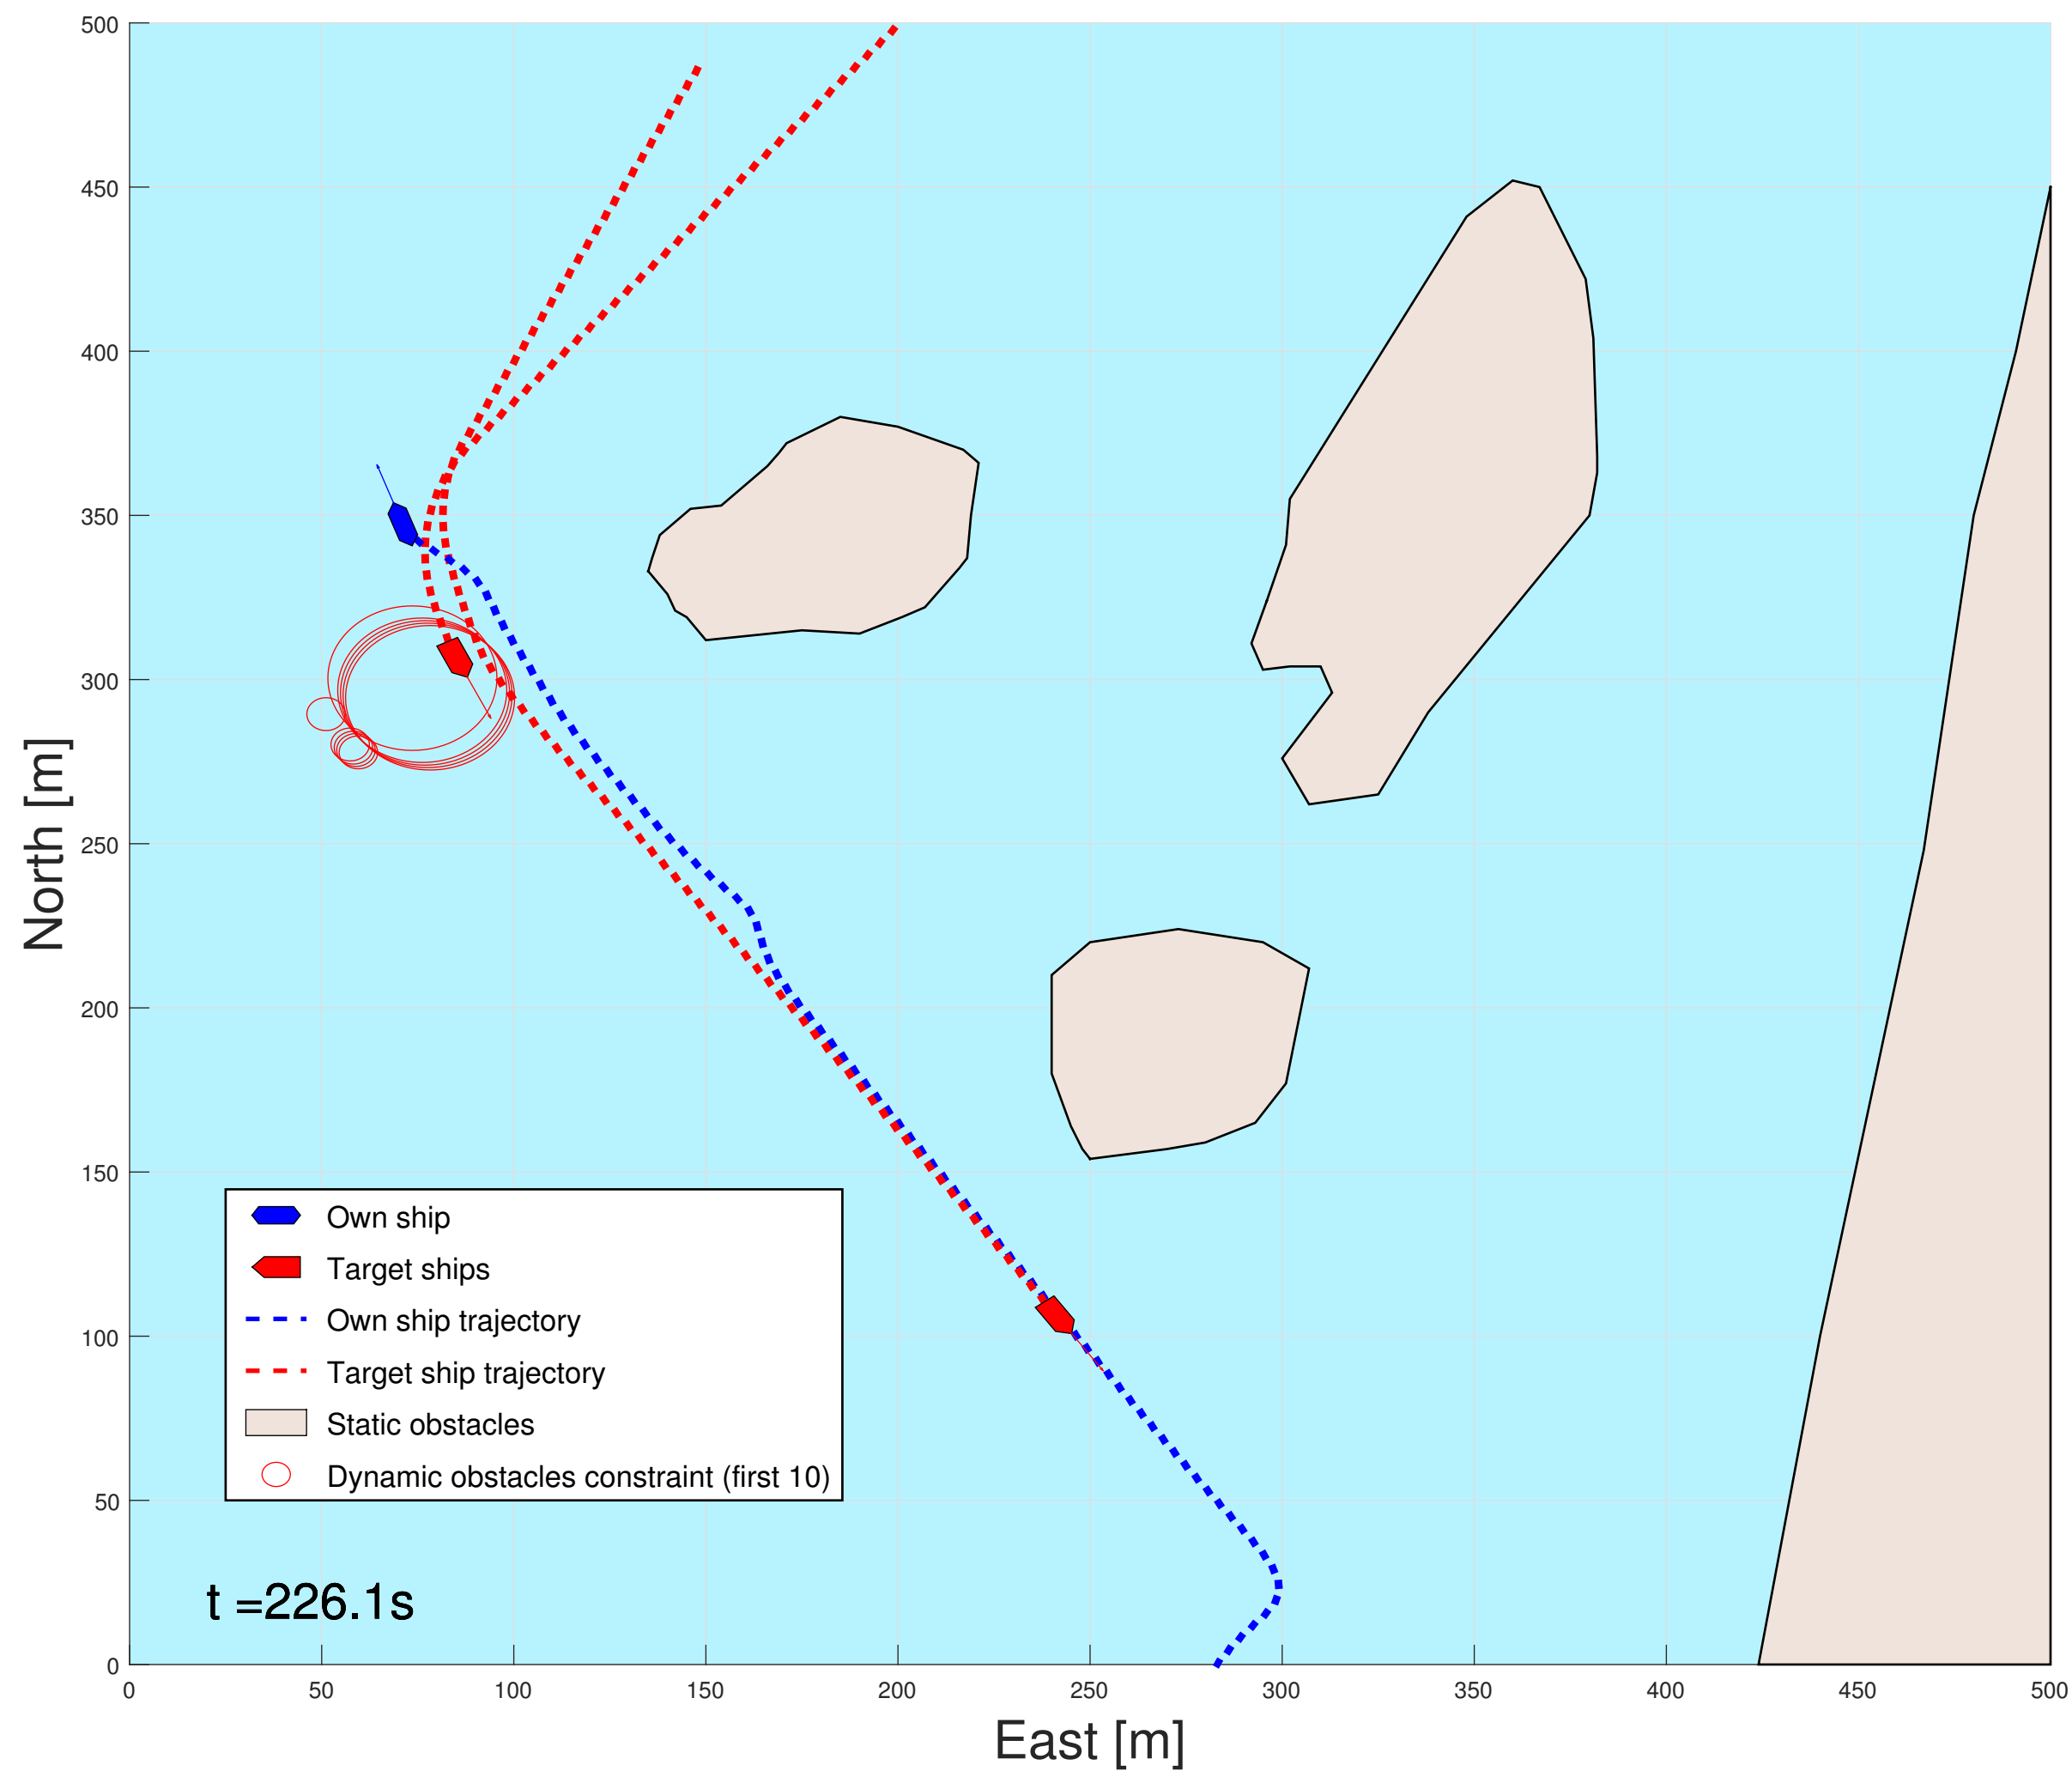 500
450
400
350
300
250
200
150
100
50
0
North [m]
Own ship
Target ships
Own ship trajectory
Target ship trajectory
Static obstacles
Dynamic obstacles constraint (first 10)
t =226.1s
0 50 100 150 200 250 300 350 400 450 500
East [m]